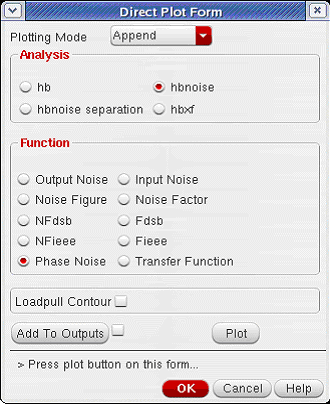 Direct Plot Form
Plotting Mode Append
Analysis
hb hbnoise
hbnoise separation hbxf
Function
Output Noise Input Noise
Noise Figure Noise Factor
NFdsb Fdsb
NFieee Fieee
Phase Noise Transfer Function
Loadpull Contour
Add To Outputs Plot
> Press plot button on this form...
OK Cancel Help